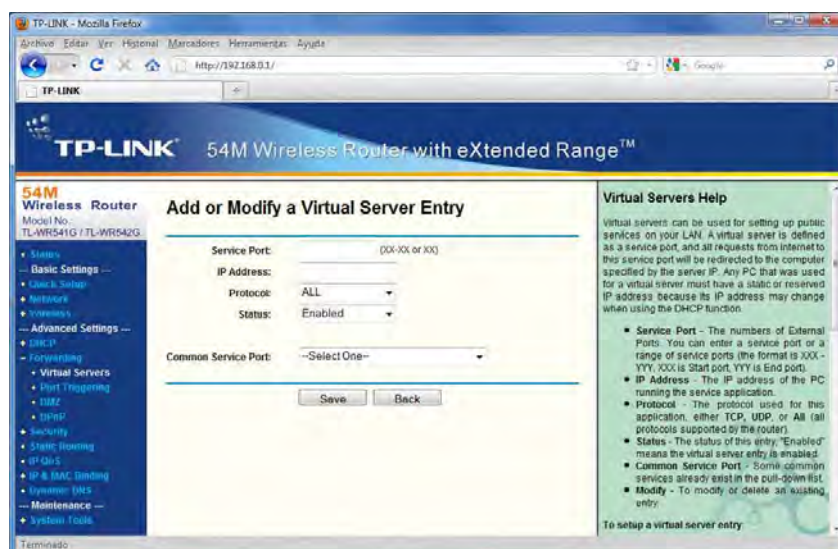 TP-LINK - Mozilla Firefox
Archivo Editar Ver Historial Marcadores Herramientas Ayuda
http://192.168.0.1/
Google
TP-LINK
TP-LINK 54M Wireless Router with eXtended Range™
54M
Wireless Router
Model No.:
TL-WR541G / TL-WR542G
• Status
--- Basic Settings ---
• Quick Setup
+ Network
+ Wireless
--- Advanced Settings ---
+ DHCP
- Forwarding
• Virtual Servers
• Port Triggering
• DMZ
• UPnP
+ Security
• Static Routing
• IP QoS
+ IP & MAC Binding
• Dynamic DNS
--- Maintenance ---
+ System Tools
Add or Modify a Virtual Server Entry
Service Port: (XX-XX or XX)
IP Address:
Protocol: ALL
Status: Enabled
Common Service Port: --Select One--
Save Back
Virtual Servers Help
Virtual servers can be used for setting up public
services on your LAN. A virtual server is defined
as a service port, and all requests from Internet to
this service port will be redirected to the computer
specified by the server IP. Any PC that was used
for a virtual server must have a static or reserved
IP address because its IP address may change
when using the DHCP function.
■ Service Port - The numbers of External
Ports. You can enter a service port or a
range of service ports (the format is XXX -
YYY, XXX is Start port, YYY is End port).
■ IP Address - The IP address of the PC
running the service application.
■ Protocol - The protocol used for this
application, either TCP, UDP, or All (all
protocols supported by the router).
■ Status - The status of this entry, "Enabled"
means the virtual server entry is enabled.
■ Common Service Port - Some common
services already exist in the pull-down list.
■ Modify - To modify or delete an existing
entry.
To setup a virtual server entry
Terminado